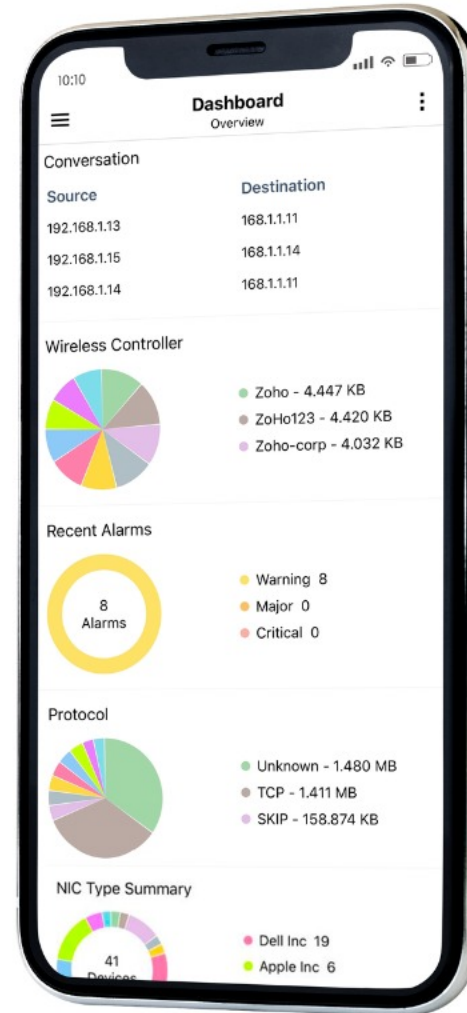 10:10
Dashboard
Overview
Conversation
Source Destination
192.168.1.13 168.1.1.11
192.168.1.15 168.1.1.14
192.168.1.14 168.1.1.11
Wireless Controller
Zoho - 4.447 KB
ZoHo123 - 4.420 KB
Zoho-corp - 4.032 KB
Recent Alarms
8
Alarms
Warning 8
Major 0
Critical 0
Protocol
Unknown - 1.480 MB
TCP - 1.411 MB
SKIP - 158.874 KB
NIC Type Summary
41
Devices
Dell Inc 19
Apple Inc 6